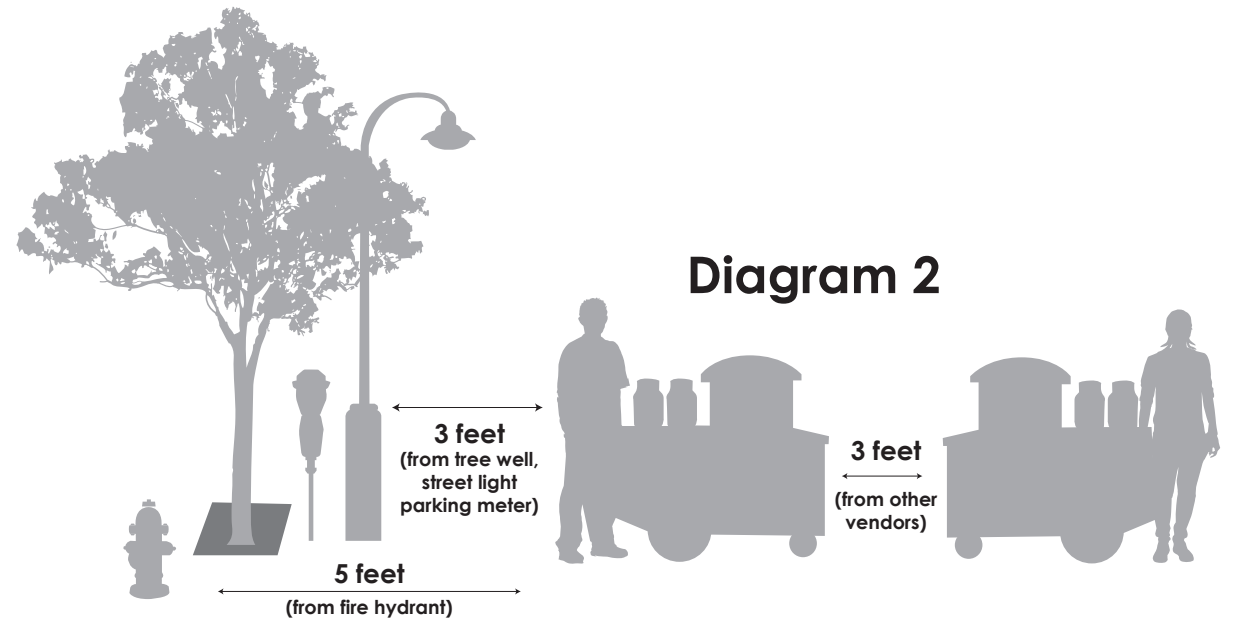 Diagram 2
3 feet
(from tree well,
street light
parking meter)
3 feet
(from other
vendors)
5 feet
(from fire hydrant)